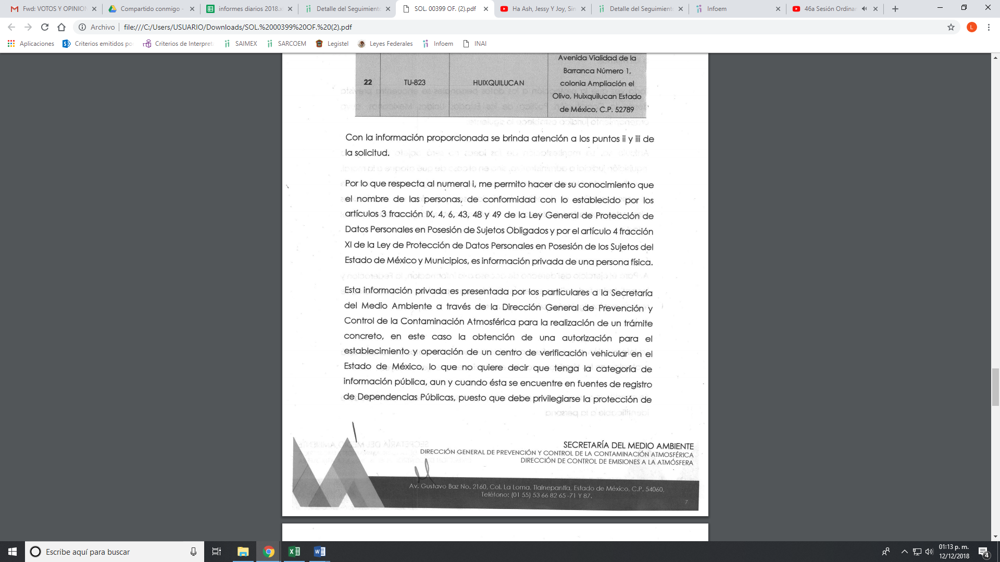 Fwd: VOTOS Y OPINION
Compartido conmigo -
informes diarios 2018.x
Detalle del Seguimiento
SOL. 00399 OF. (2).pdf
Ha Ash, Jessy Y Joy, Sin
Detalle del Seguimiento
Infoem
46a Sesión Ordinar
Archivo
file:///C:/Users/USUARIO/Downloads/SOL.%2000399%20OF.%20(2).pdf
L
Aplicaciones
Criterios emitidos po
Criterios de Interpreta
SAIMEX
SARCOEM
Legistel
Leyes Federales
Infoem
INAI
22
TU-823
HUIXQUILUCAN
Avenida Vialidad de la
Barranca Número 1,
colonia Ampliación el
Olivo, Huixquilucan Estado
de México, C.P. 52789
Con la información proporcionada se brinda atención a los puntos ii y iii de
la solicitud.
Por lo que respecta al numeral i, me permito hacer de su conocimiento que
el nombre de las personas, de conformidad con lo establecido por los
artículos 3 fracción IX, 4, 6, 43, 48 y 49 de la Ley General de Protección de
Datos Personales en Posesión de Sujetos Obligados y por el artículo 4 fracción
XI de la Ley de Protección de Datos Personales en Posesión de los Sujetos del
Estado de México y Municipios, es información privada de una persona física.
Esta información privada es presentada por los particulares a la Secretaría
del Medio Ambiente a través de la Dirección General de Prevención y
Control de la Contaminación Atmosférica para la realización de un trámite
concreto, en este caso la obtención de una autorización para el
establecimiento y operación de un centro de verificación vehicular en el
Estado de México, lo que no quiere decir que tenga la categoría de
información pública, aun y cuando ésta se encuentre en fuentes de registro
de Dependencias Públicas, puesto que debe privilegiarse la protección de
SECRETARÍA DEL MEDIO AMBIENTE
DIRECCIÓN GENERAL DE PREVENCIÓN Y CONTROL DE LA CONTAMINACIÓN ATMOSFÉRICA
DIRECCIÓN DE CONTROL DE EMISIONES A LA ATMÓSFERA
Av. Gustavo Baz No. 2160, Col. La Loma, Tlalnepantla, Estado de México, C.P. 54060,
Teléfono: (01 55) 53 66 82 65 -71 Y 87.
7
Escribe aquí para buscar
01:13 p. m.
12/12/2018
4